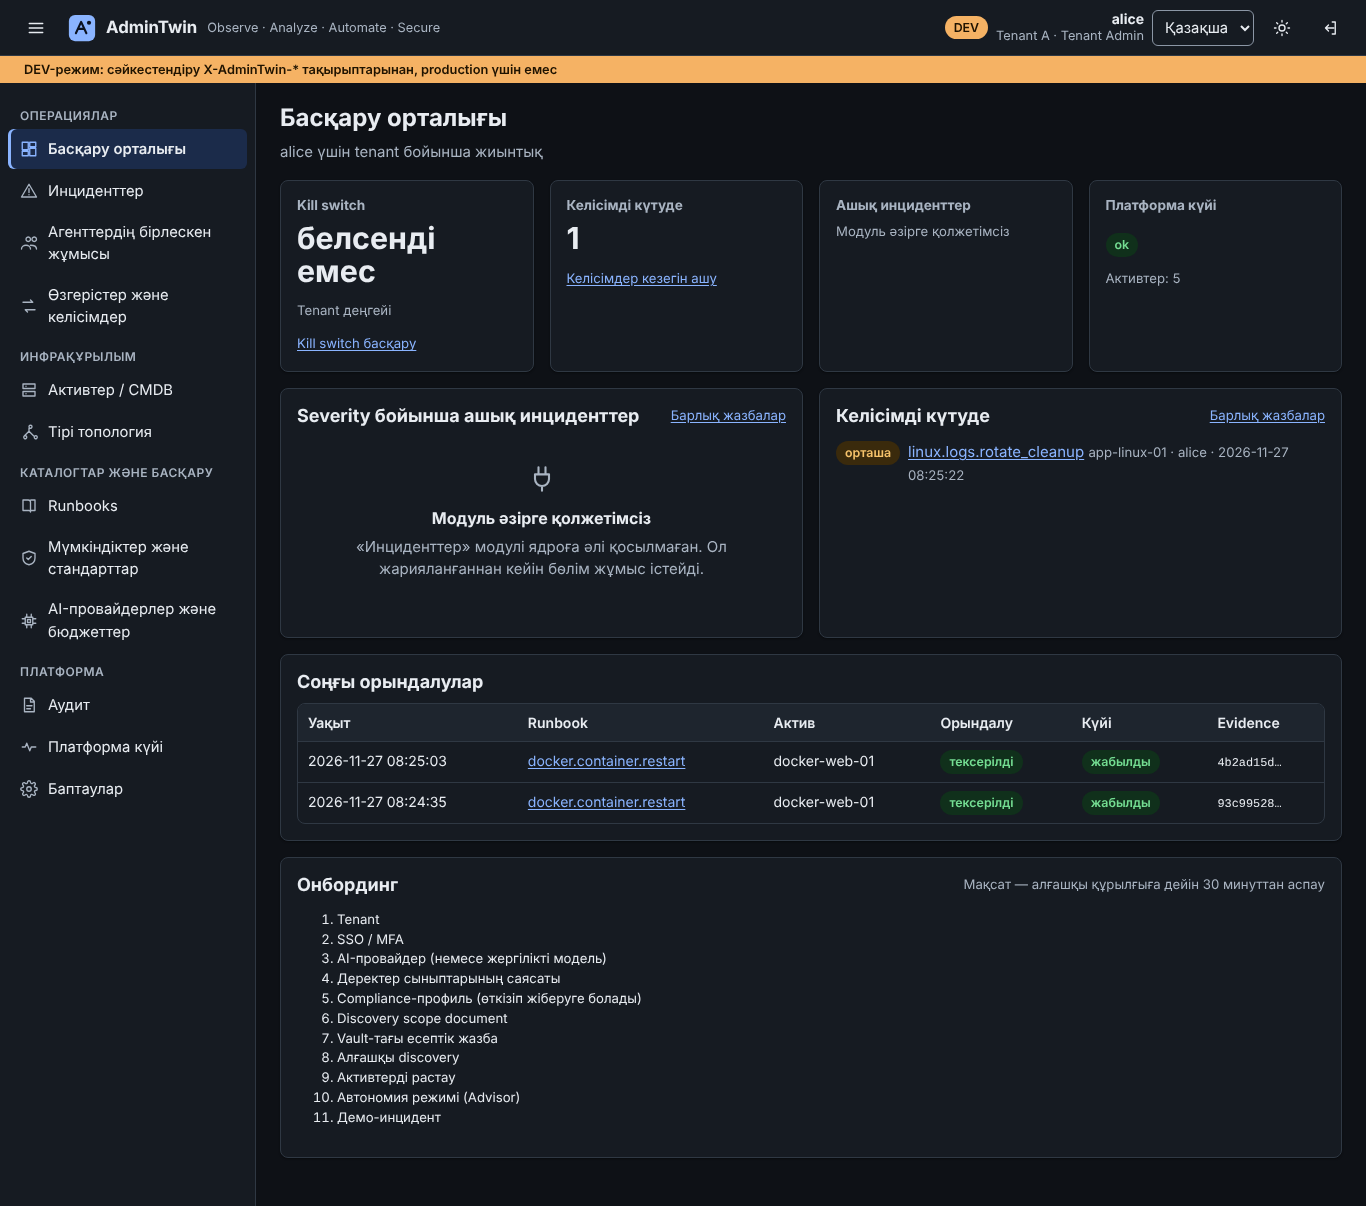 AdminTwin Observe · Analyze · Automate · Secure
DEV
alice
Tenant A · Tenant Admin
Қазақша
DEV-режим: сәйкестендіру X-AdminTwin-* тақырыптарынан, production үшін емес
ОПЕРАЦИЯЛАР
Басқару орталығы
Инциденттер
Агенттердің бірлескен
жұмысы
Өзгерістер және
келісімдер
ИНФРАҚҰРЫЛЫМ
Активтер / CMDB
Тірі топология
КАТАЛОГТАР ЖӘНЕ БАСҚАРУ
Runbooks
Мүмкіндіктер және
стандарттар
AI-провайдерлер және
бюджеттер
ПЛАТФОРМА
Аудит
Платформа күйі
Баптаулар
Басқару орталығы
alice үшін tenant бойынша жиынтық
Kill switch
белсенді
емес
Tenant деңгейі
Kill switch басқару
Келісімді күтуде
1
Келісімдер кезегін ашу
Ашық инциденттер
Модуль әзірге қолжетімсіз
Платформа күйі
ok
Активтер: 5
Severity бойынша ашық инциденттер
Барлық жазбалар
Модуль әзірге қолжетімсіз
«Инциденттер» модулі ядроға әлі қосылмаған. Ол
жарияланғаннан кейін бөлім жұмыс істейді.
Келісімді күтуде
Барлық жазбалар
орташа linux.logs.rotate_cleanup app-linux-01 · alice · 2026-11-27
08:25:22
Соңғы орындалулар
Уақыт Runbook Актив Орындалу Күйі Evidence
2026-11-27 08:25:03 docker.container.restart docker-web-01 тексерілді жабылды 4b2ad15d…
2026-11-27 08:24:35 docker.container.restart docker-web-01 тексерілді жабылды 93c99528…
Онбординг
Мақсат — алғашқы құрылғыға дейін 30 минуттан аспау
1. Tenant
2. SSO / MFA
3. AI-провайдер (немесе жергілікті модель)
4. Деректер сыныптарының саясаты
5. Compliance-профиль (өткізіп жіберуге болады)
6. Discovery scope document
7. Vault-тағы есептік жазба
8. Алғашқы discovery
9. Активтерді растау
10. Автономия режимі (Advisor)
11. Демо-инцидент